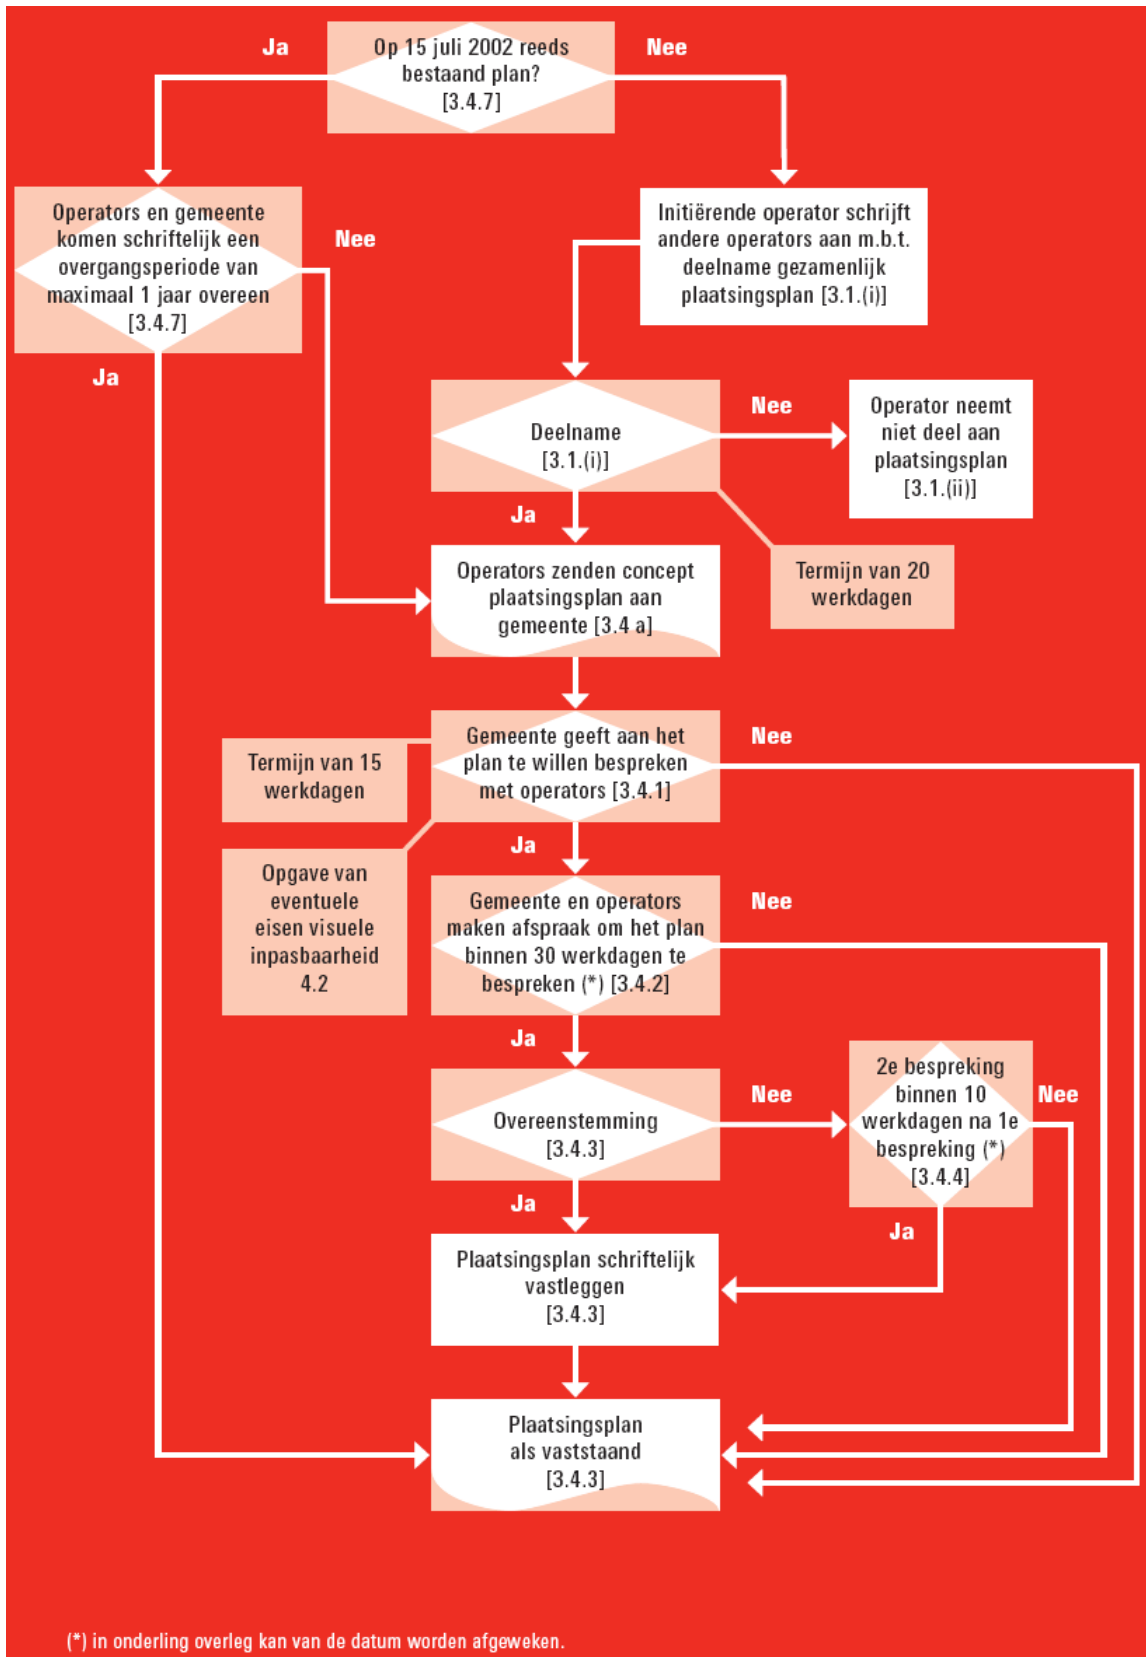 Ja
Op 15 juli 2002 reeds
bestaand plan?
[3.4.7]
Nee
Operators en gemeente
komen schriftelijk een
overgangsperiode van
maximaal 1 jaar overeen
[3.4.7]
Nee
Ja
Initiërende operator schrijft
andere operators aan m.b.t.
deelname gezamenlijk
plaatsingsplan [3.1.(i)]
Deelname
[3.1.(i)]
Nee
Ja
Operator neemt
niet deel aan
plaatsingsplan
[3.1.(ii)]
Termijn van 20
werkdagen
Operators zenden concept
plaatsingsplan aan
gemeente [3.4 a]
Gemeente geeft aan het
plan te willen bespreken
met operators [3.4.1]
Nee
Termijn van 15
werkdagen
Ja
Opgave van
eventuele
eisen visuele
inpasbaarheid
4.2
Gemeente en operators
maken afspraak om het plan
binnen 30 werkdagen te
bespreken (*) [3.4.2]
Nee
Ja
Overeenstemming
[3.4.3]
Nee
2e bespreking
binnen 10
werkdagen na 1e
bespreking (*)
[3.4.4]
Nee
Ja
Ja
Plaatsingsplan schriftelijk
vastleggen
[3.4.3]
Plaatsingsplan
als vaststaand
[3.4.3]
(*) in onderling overleg kan van de datum worden afgeweken.